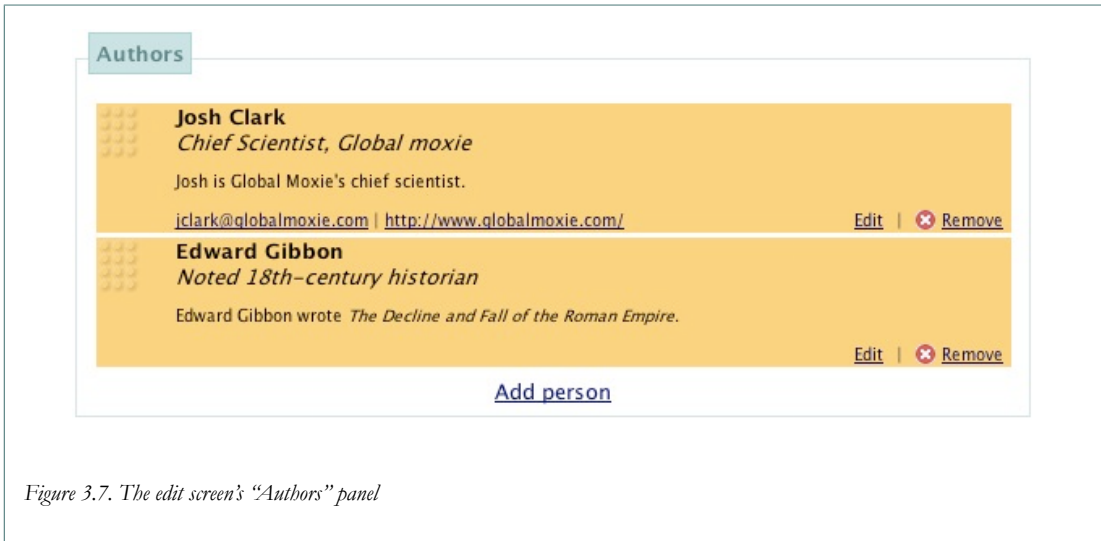 Authors
Josh Clark
Chief Scientist, Global moxie
Josh is Global Moxie's chief scientist.
jclark@globalmoxie.com | http://www.globalmoxie.com/ Edit | Remove
Edward Gibbon
Noted 18th-century historian
Edward Gibbon wrote The Decline and Fall of the Roman Empire.
Edit | Remove
Add person
Figure 3.7. The edit screen's “Authors” panel